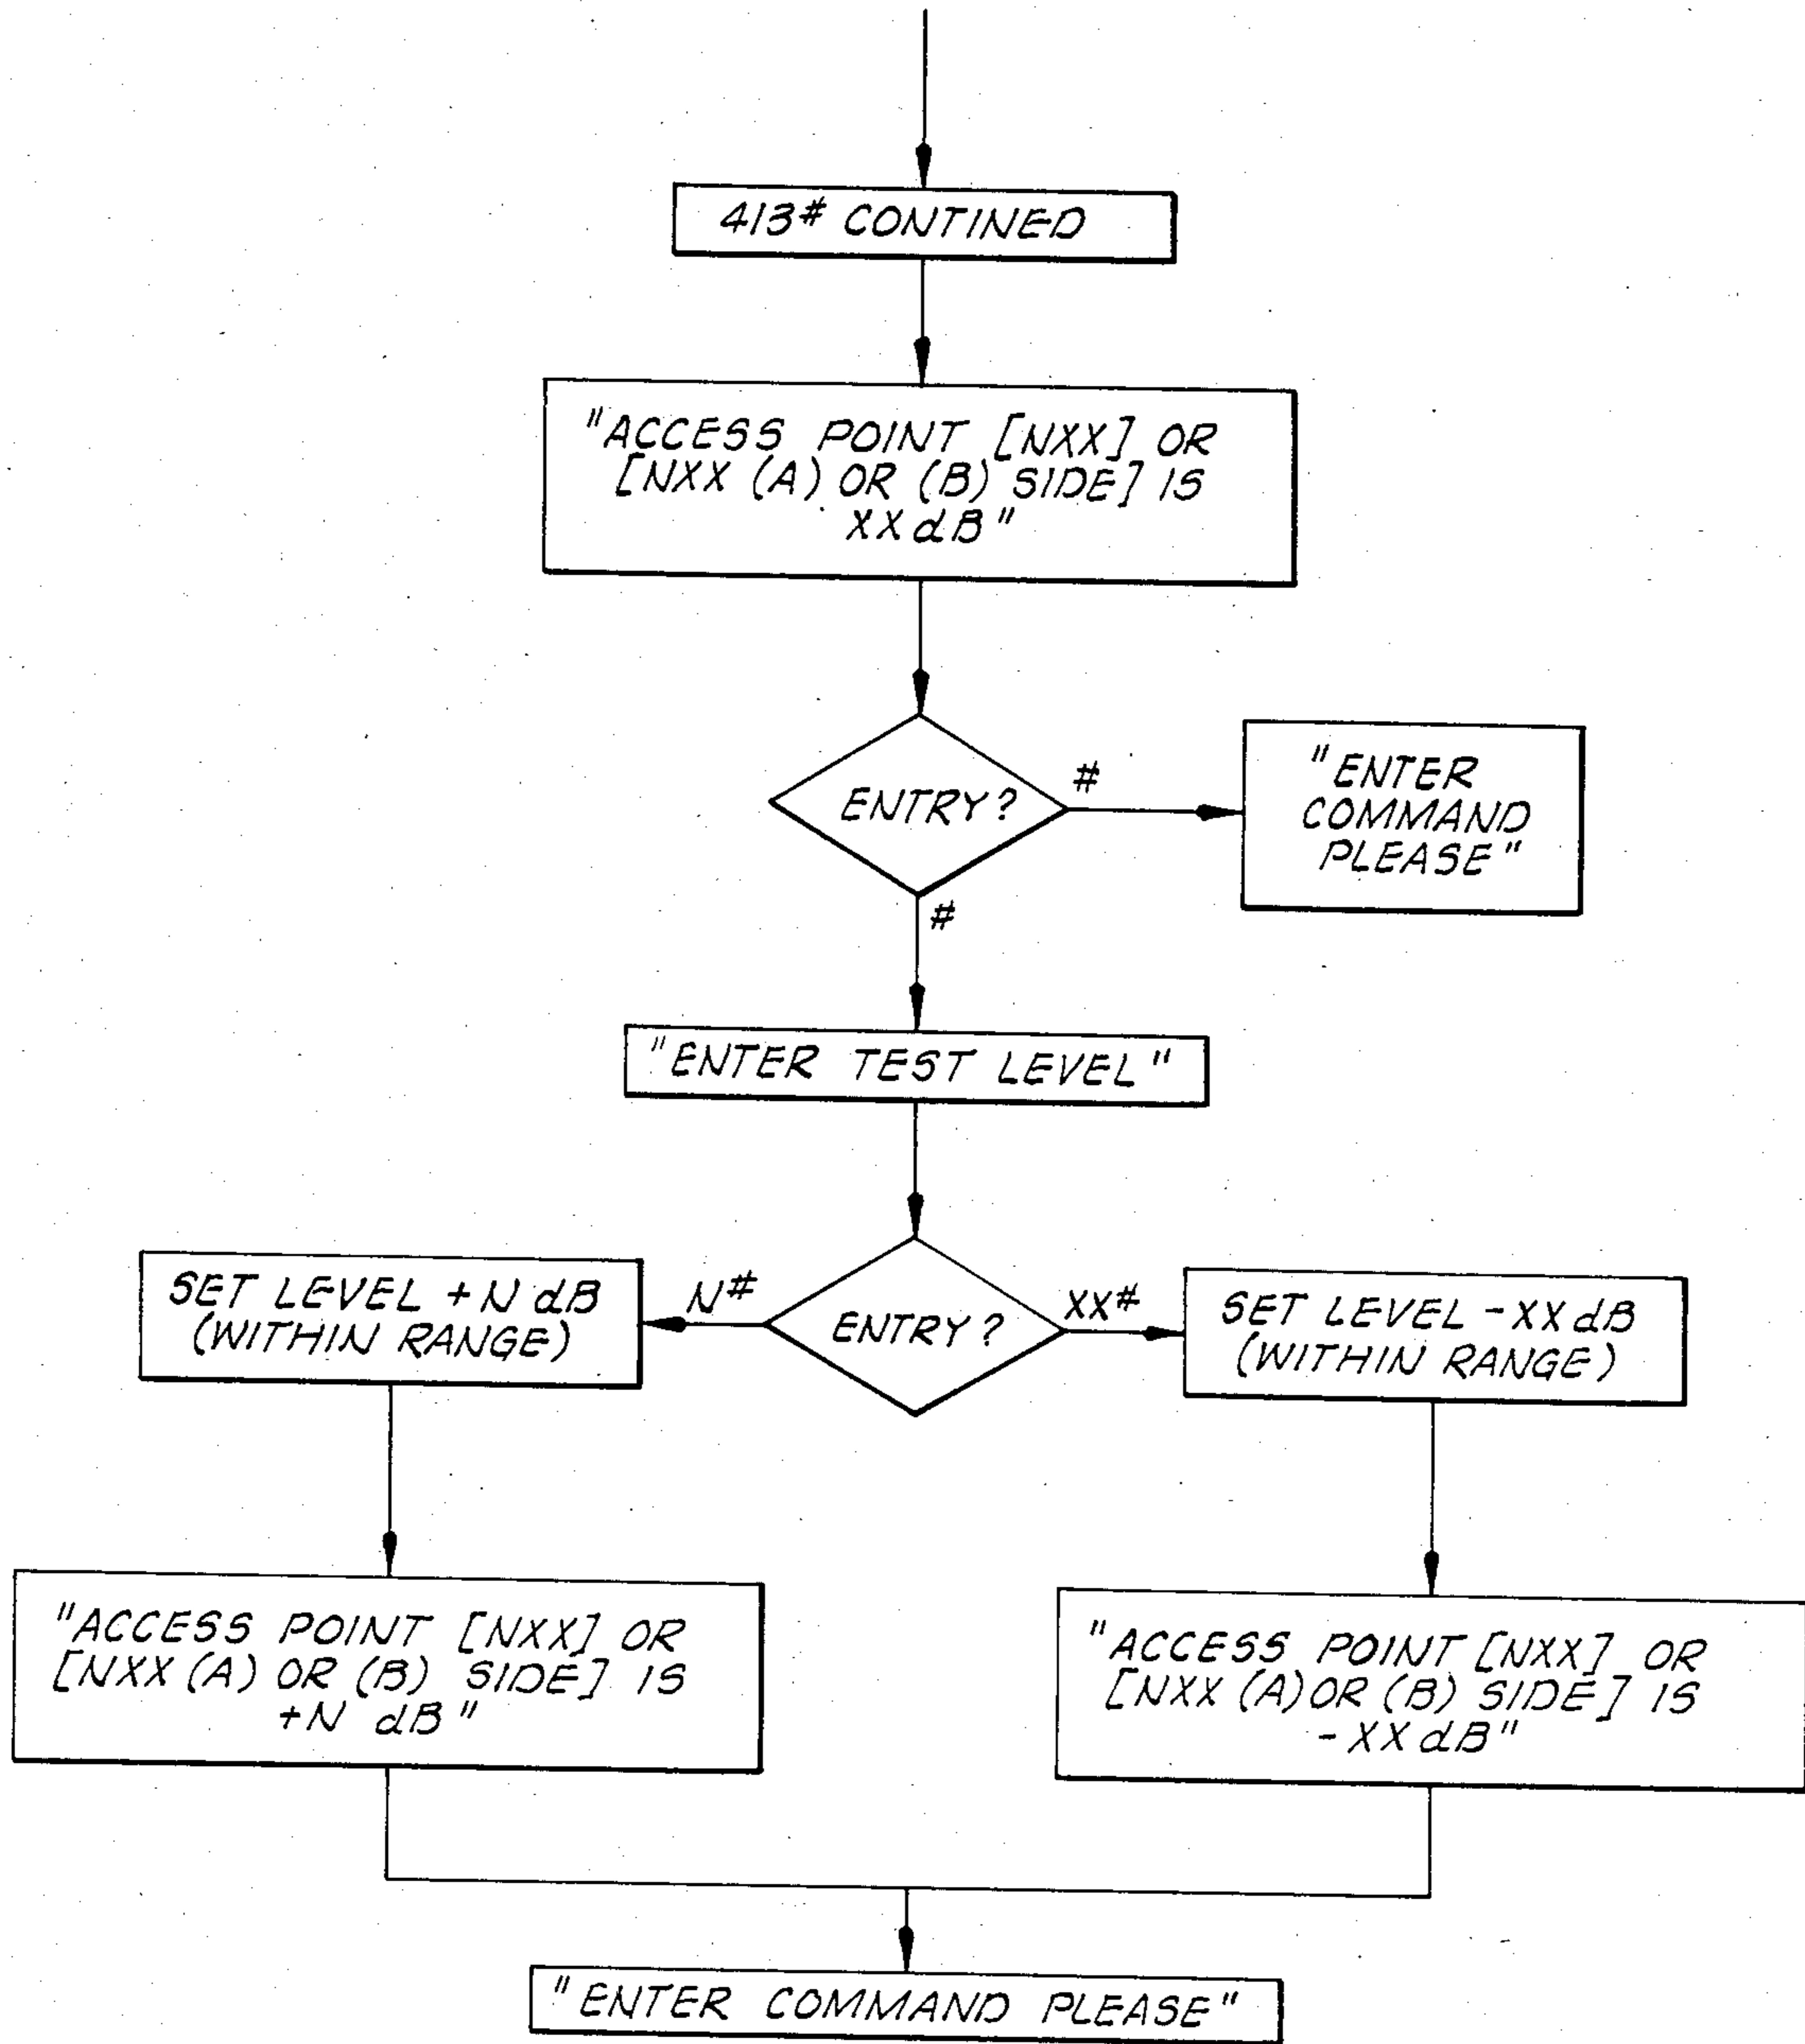 413# CONTINED
"ACCESS POINT [NXX] OR
[NXX (A) OR (B) SIDE] IS
XX dB"
ENTRY?
#
"ENTER
COMMAND
PLEASE"
#
"ENTER TEST LEVEL"
SET LEVEL +N dB
(WITHIN RANGE)
N#
ENTRY?
XX#
SET LEVEL -XX dB
(WITHIN RANGE)
"ACCESS POINT [NXX] OR
[NXX (A) OR (B) SIDE] IS
+N dB"
"ACCESS POINT [NXX] OR
[NXX (A) OR (B) SIDE] IS
-XX dB"
"ENTER COMMAND PLEASE"